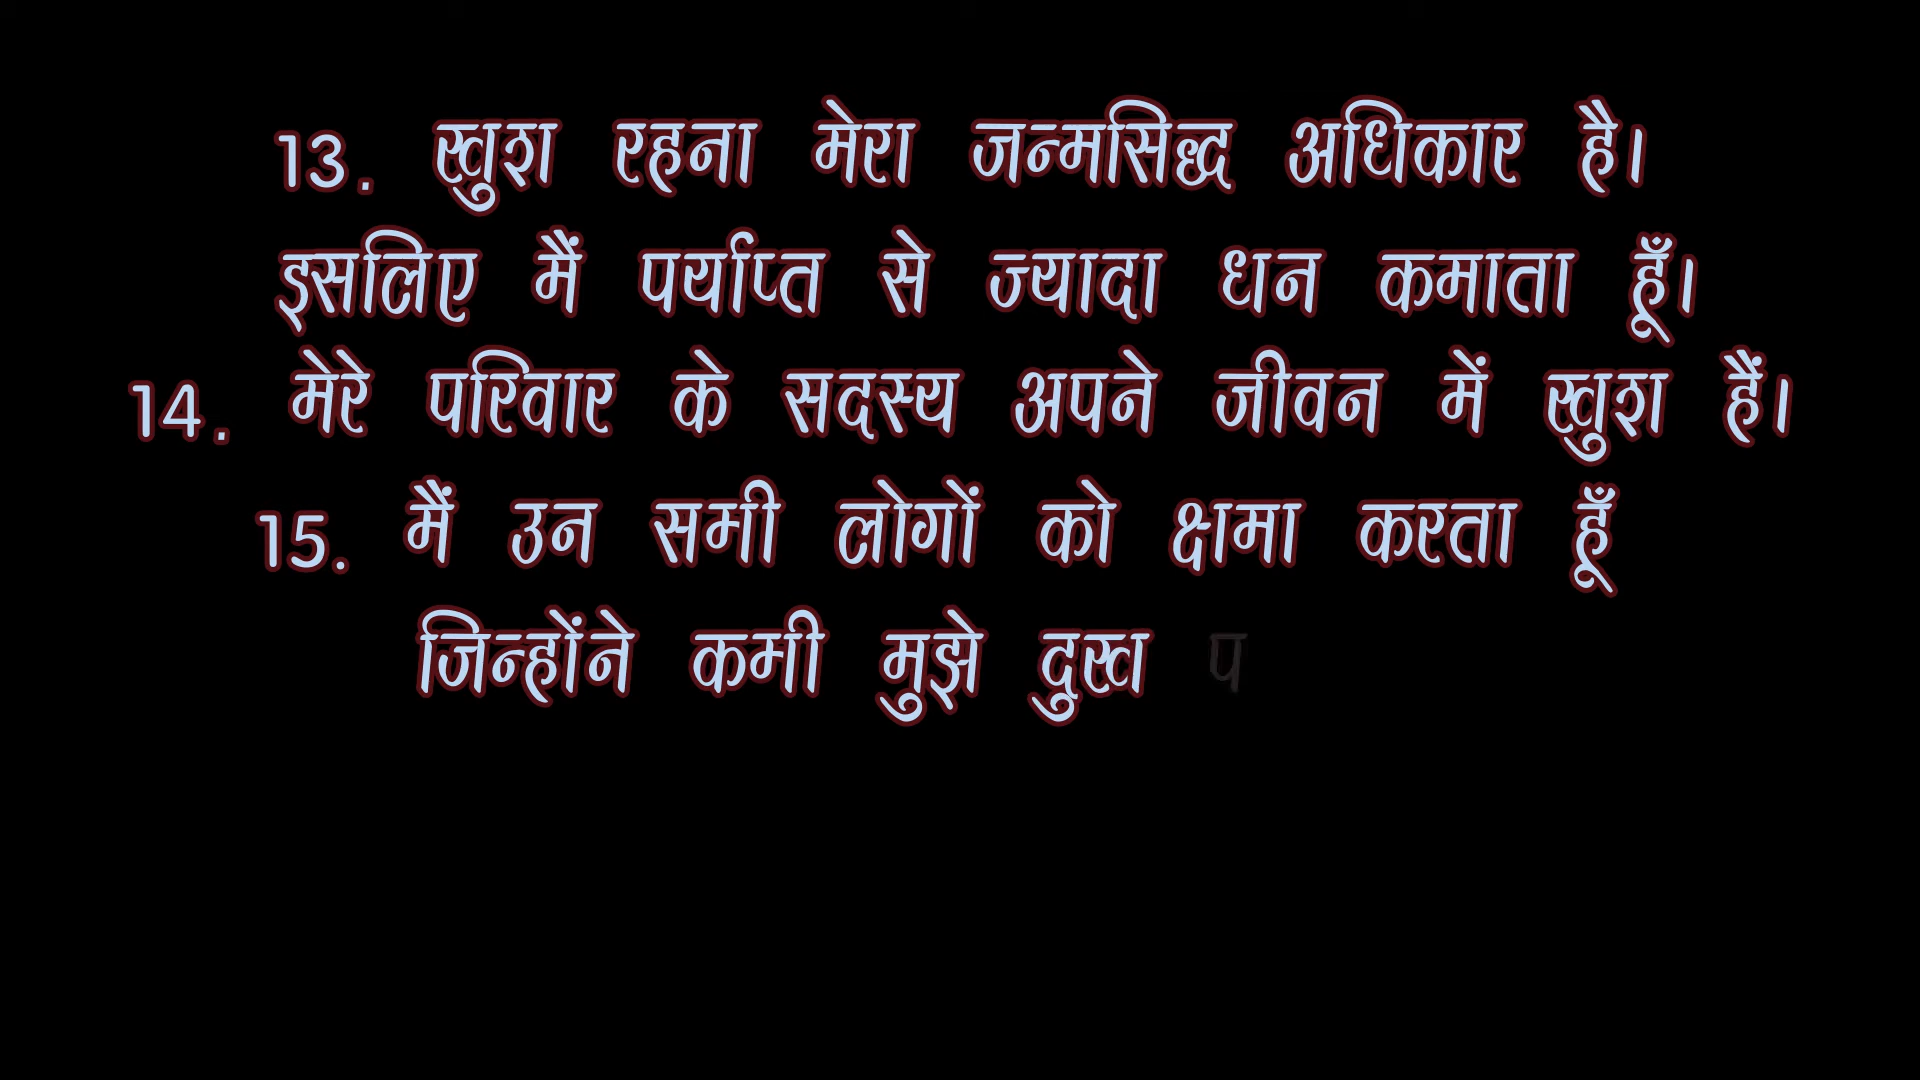 13. खुश रहना मेरा जन्मसिद्ध अधिकार है।
इसलिए मैं पर्याप्त से ज्यादा धन कमाता हूँ।
14. मेरे परिवार के सदस्य अपने जीवन में खुश हैं।
15. मैं उन सभी लोगों को क्षमा करता हूँ
जिन्होंने कभी मुझे दुख प